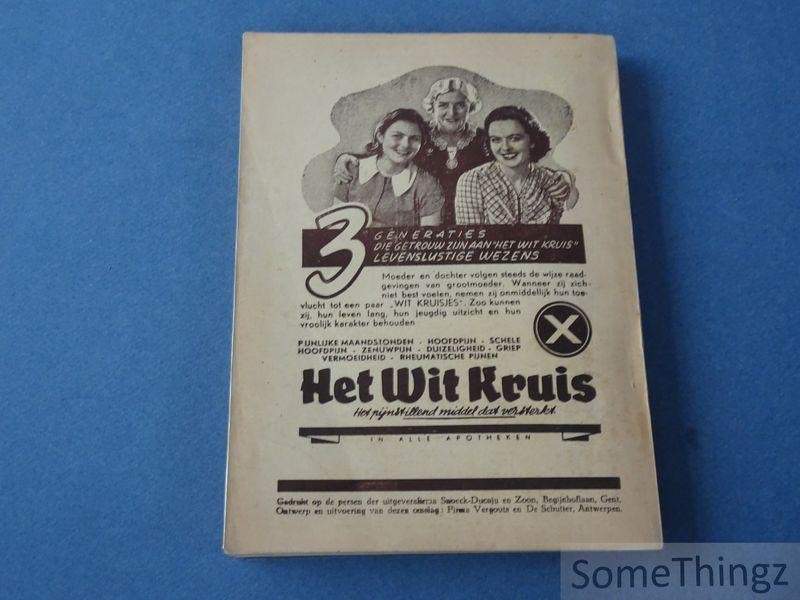 3 GENERATIES
DIE GETROUW ZIJN AAN "HET WIT KRUIS"
LEVENSLUSTIGE WEZENS
Moeder en dochter volgen steeds de wijze raad-
gevingen van grootmoeder. Wanneer zij zich
niet best voelen, nemen zij onmiddellijk hun toe-
vlucht tot een paar „WIT KRUISJES". Zoo kunnen
zij, hun leven lang, hun jeugdig uitzicht en hun
vroolijk karakter behouden
X
PIJNLIJKE MAANDSTONDEN - HOOFDPIJN - SCHELE
HOOFDPIJN - ZENUWPIJN - DUIZELIGHEID - GRIEP
VERMOEIDHEID - RHEUMATISCHE PIJNEN
Het Wit Kruis
Het pijnstillend middel dat versterkt
IN ALLE APOTHEKEN
Gedrukt op de persen der uitgeversfirma Snoeck-Ducaju en Zoon, Begijnhoflaan, Gent.
Ontwerp en uitvoering van dezen omslag: Firma Vergouts en De Schutter, Antwerpen.
SomeThingz